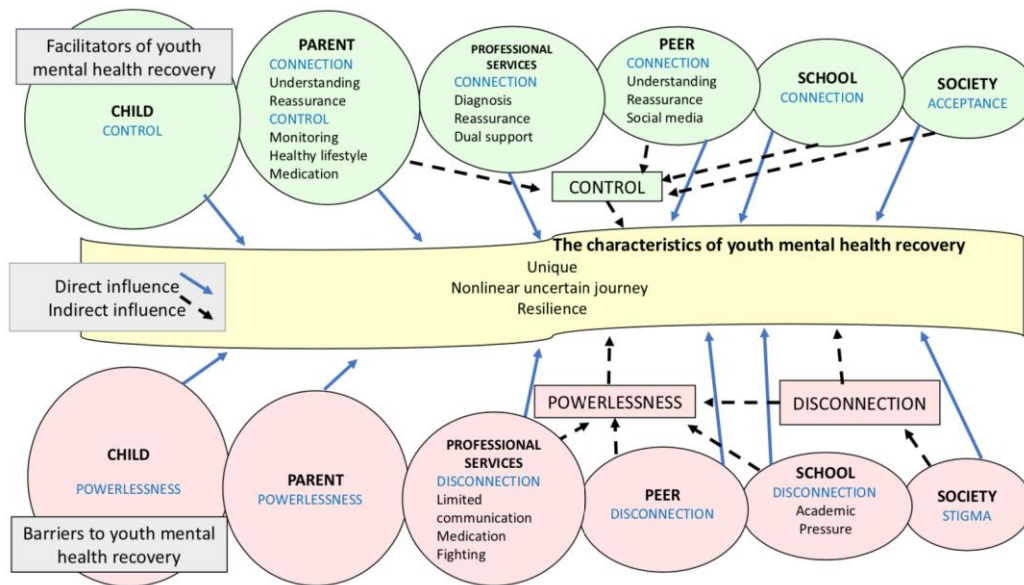 Facilitators of youth
mental health recovery
CHILD
CONTROL
PARENT
CONNECTION
Understanding
Reassurance
CONTROL
Monitoring
Healthy lifestyle
Medication
PROFESSIONAL
SERVICES
CONNECTION
Diagnosis
Reassurance
Dual support
PEER
CONNECTION
Understanding
Reassurance
Social media
SCHOOL
CONNECTION
SOCIETY
ACCEPTANCE
CONTROL
The characteristics of youth mental health recovery
Unique
Nonlinear uncertain journey
Resilience
Direct influence
Indirect influence
POWERLESSNESS
DISCONNECTION
CHILD
POWERLESSNESS
PARENT
POWERLESSNESS
PROFESSIONAL
SERVICES
DISCONNECTION
Limited
communication
Medication
Fighting
PEER
DISCONNECTION
SCHOOL
DISCONNECTION
Academic
Pressure
SOCIETY
STIGMA
Barriers to youth mental
health recovery